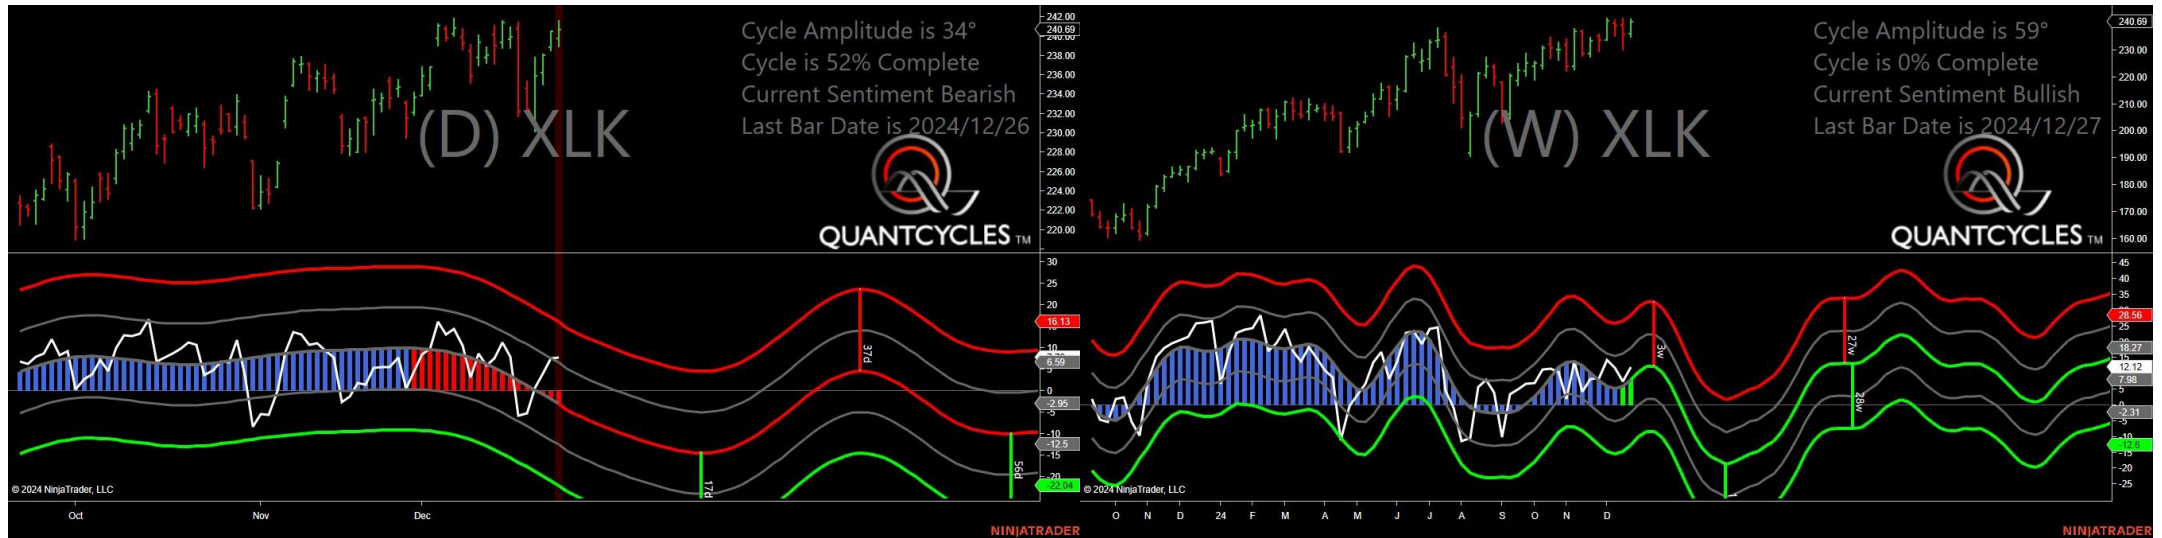 Cycle Amplitude is 34°
Cycle is 52% Complete
Current Sentiment Bearish
Last Bar Date is 2024/12/26
(D) XLK
QUANTCYCLES TM
242.00
240.69
238.00
236.00
234.00
232.00
230.00
228.00
226.00
224.00
222.00
220.00
30
25
20
16.13
10
6.59
5
0
-2.95
-5
-10
-12.5
-15
-20
-22.04
17d
37d
56d
© 2024 NinjaTrader, LLC
Oct Nov Dec
NINJATRADER
Cycle Amplitude is 59°
Cycle is 0% Complete
Current Sentiment Bullish
Last Bar Date is 2024/12/27
(W) XLK
QUANTCYCLES TM
240.69
230.00
220.00
210.00
200.00
190.00
180.00
170.00
160.00
45
40
35
28.56
25
18.27
15
12.12
7.98
5
0
-2.31
-10
-12.6
-15
-20
-25
3w
27w
28w
© 2024 NinjaTrader, LLC
O N D 24 F M A M J J A S O N D
NINJATRADER